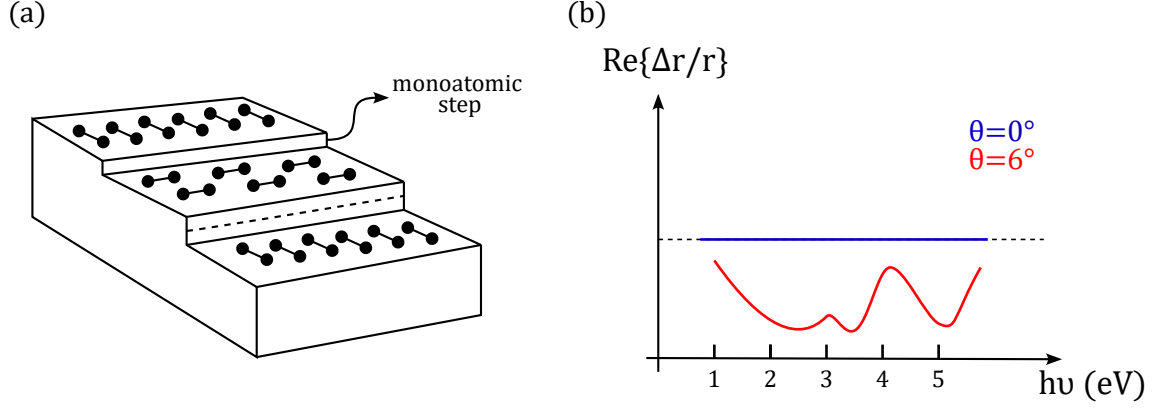 (a)
monoatomic
step
(b)
Re{Δr/r}
θ=0°
θ=6°
1 2 3 4 5
hυ (eV)